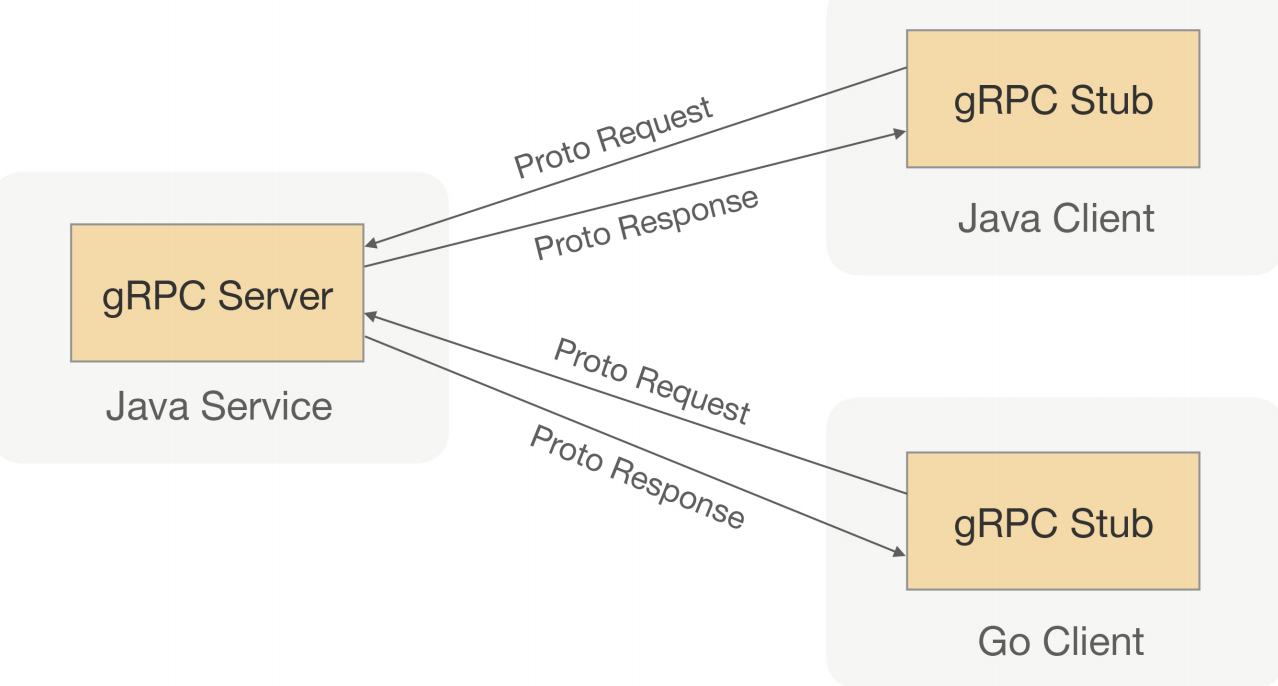 gRPC Server
Java Service
Proto Request
Proto Response
gRPC Stub
Java Client
Proto Request
Proto Response
gRPC Stub
Go Client